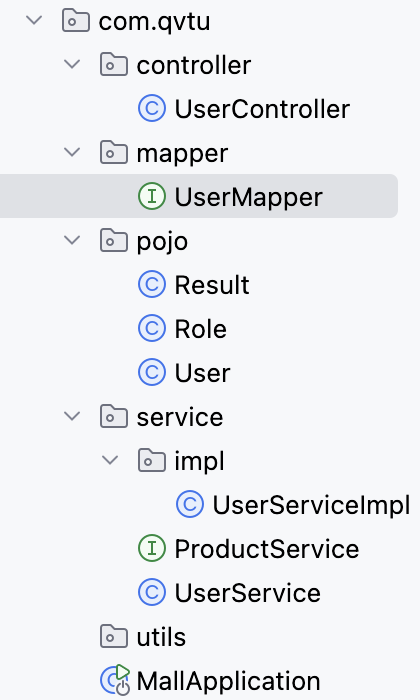 com.qvtu
controller
C UserController
mapper
I UserMapper
pojo
C Result
C Role
C User
service
impl
C UserServiceImpl
I ProductService
C UserService
utils
C MallApplication